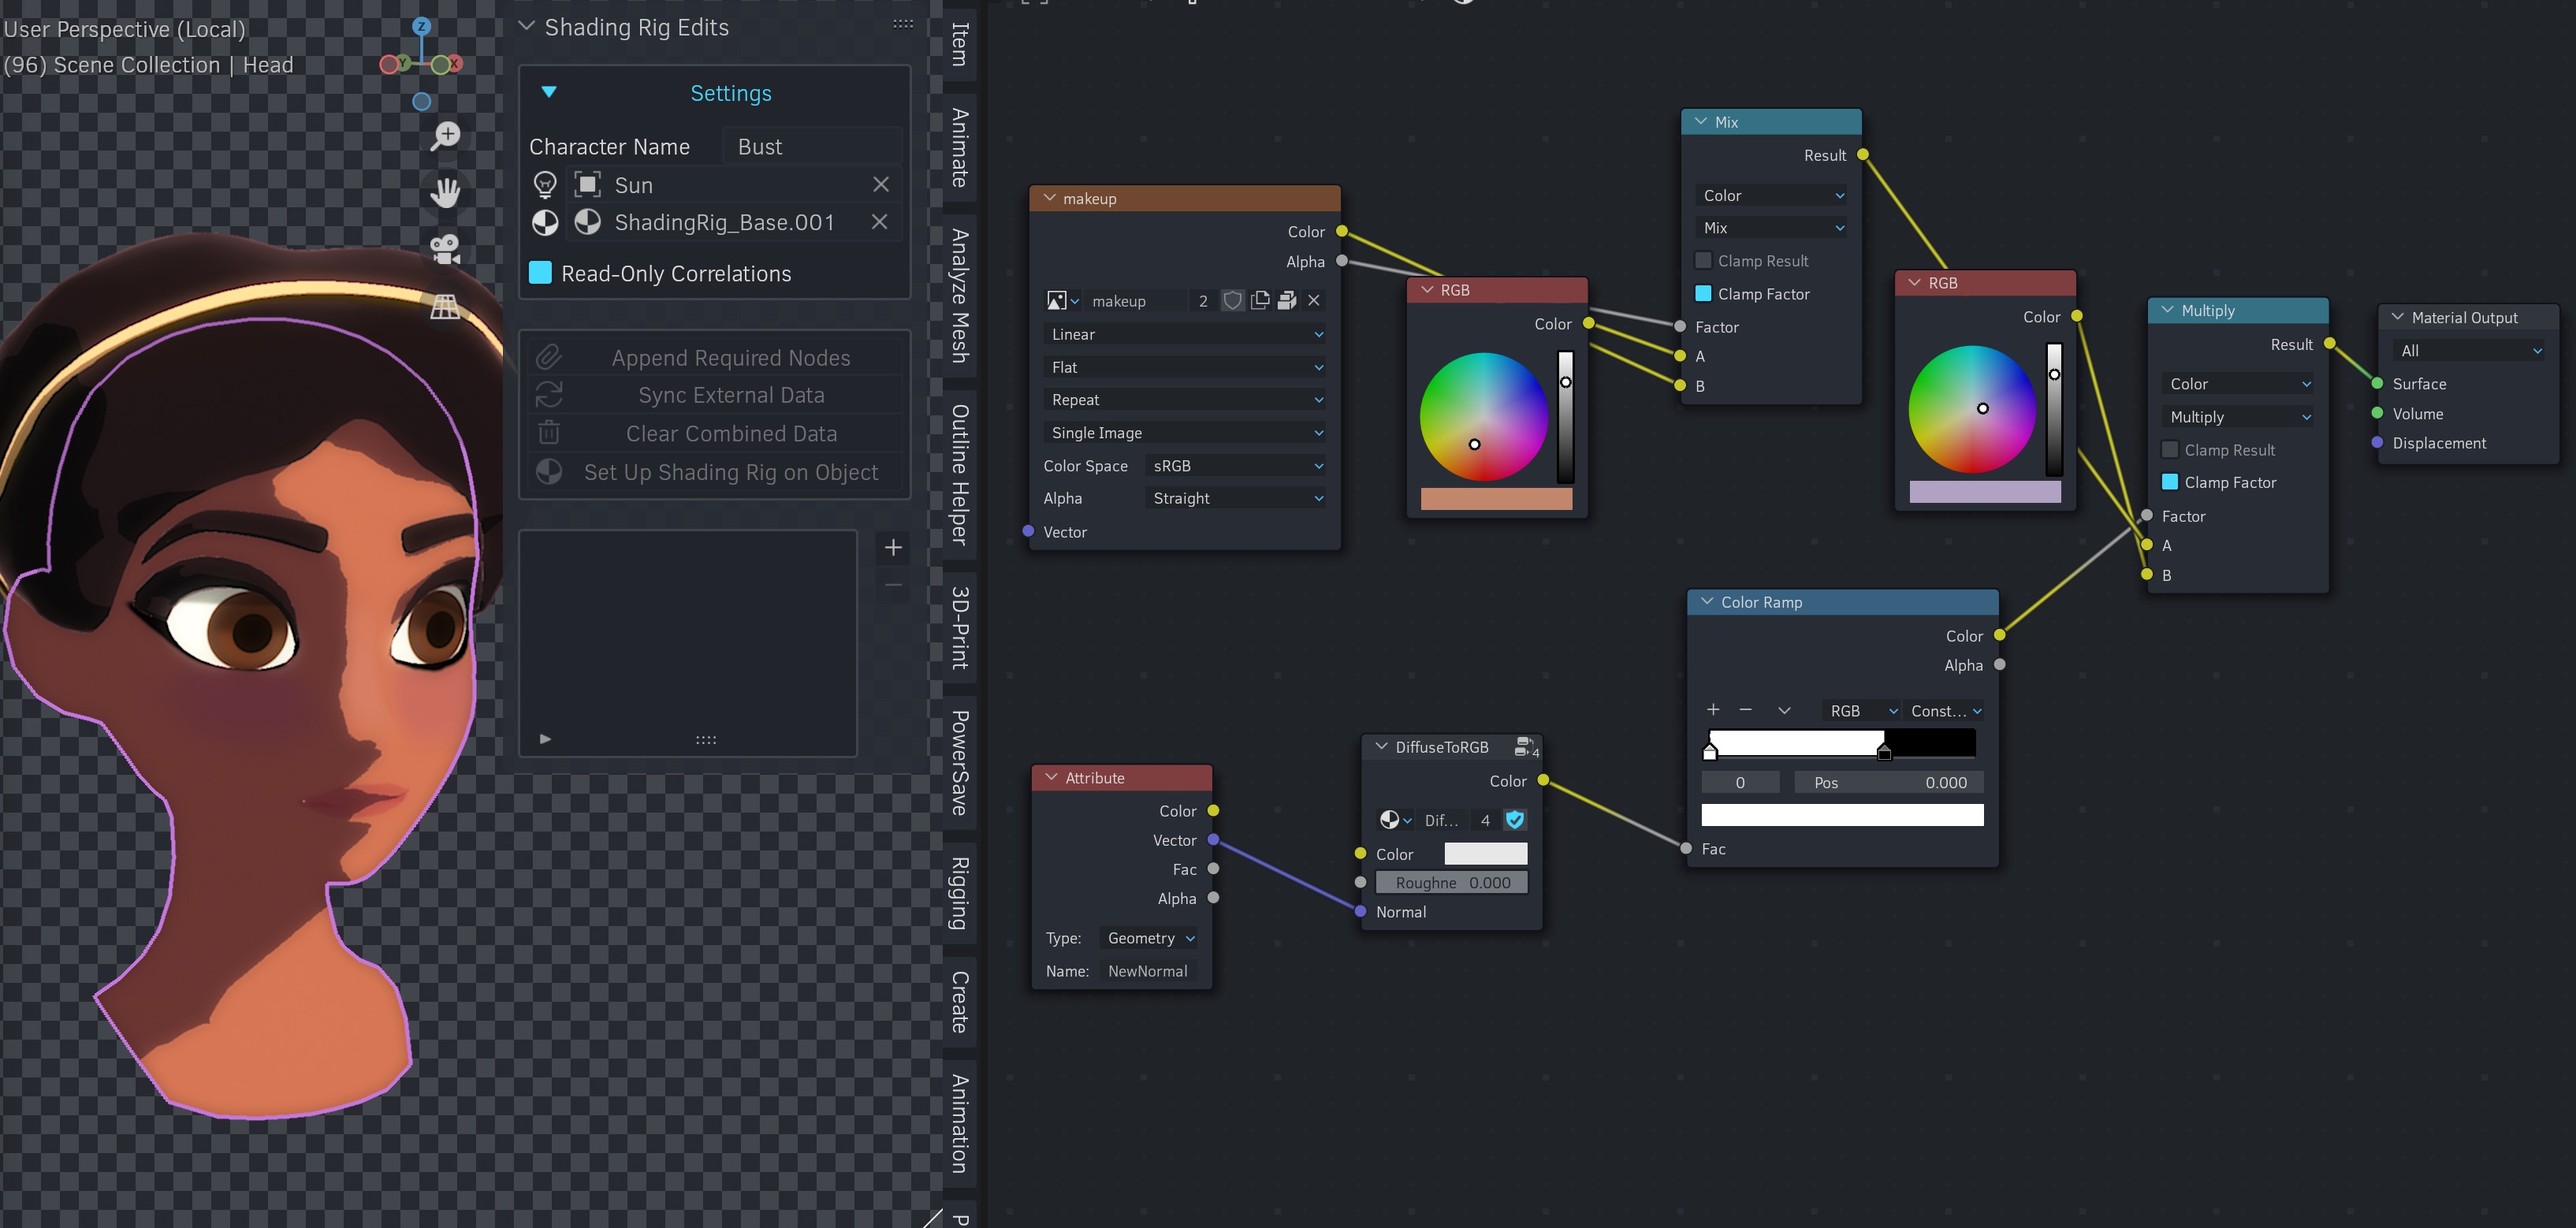 User Perspective (Local)
(96) Scene Collection | Head
Z
Y
X
Shading Rig Edits
Settings
Character Name Bust
Sun
ShadingRig_Base.001
Read-Only Correlations
Append Required Nodes
Sync External Data
Clear Combined Data
Set Up Shading Rig on Object
Item
Animate
Analyze Mesh
Outline Helper
3D-Print
PowerSave
Rigging
Create
Animation
P
makeup
Color
Alpha
makeup 2
Linear
Flat
Repeat
Single Image
Color Space sRGB
Alpha Straight
Vector
RGB
Color
Mix
Result
Color
Mix
Clamp Result
Clamp Factor
Factor
A
B
RGB
Color
Multiply
Result
Color
Multiply
Clamp Result
Clamp Factor
Factor
A
B
Material Output
All
Surface
Volume
Displacement
Attribute
Color
Vector
Fac
Alpha
Type: Geometry
Name: NewNormal
DiffuseToRGB 4
Color
Dif... 4
Color
Roughne 0.000
Normal
Color Ramp
Color
Alpha
RGB Const...
0 Pos 0.000
Fac